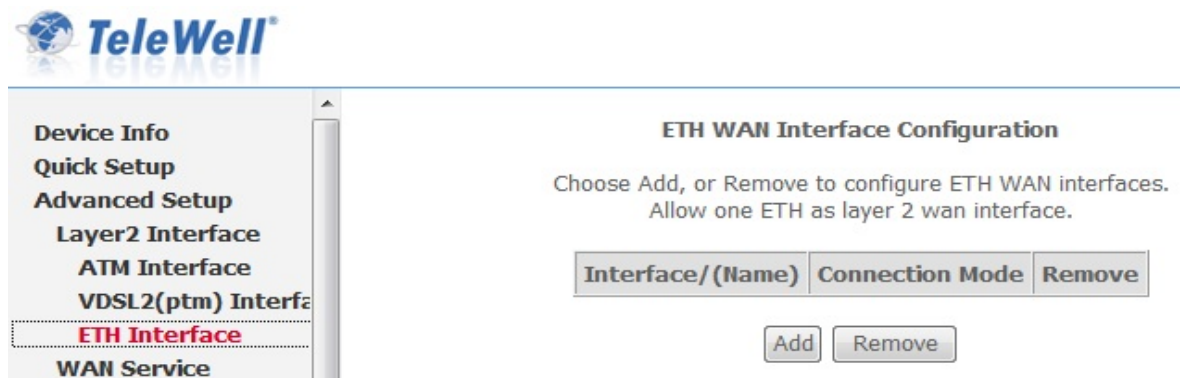 TeleWell
Device Info
Quick Setup
Advanced Setup
Layer2 Interface
ATM Interface
VDSL2(ptm) Interfa
ETH Interface
WAN Service
ETH WAN Interface Configuration
Choose Add, or Remove to configure ETH WAN interfaces.
Allow one ETH as layer 2 wan interface.
Interface/(Name) Connection Mode Remove
Add Remove